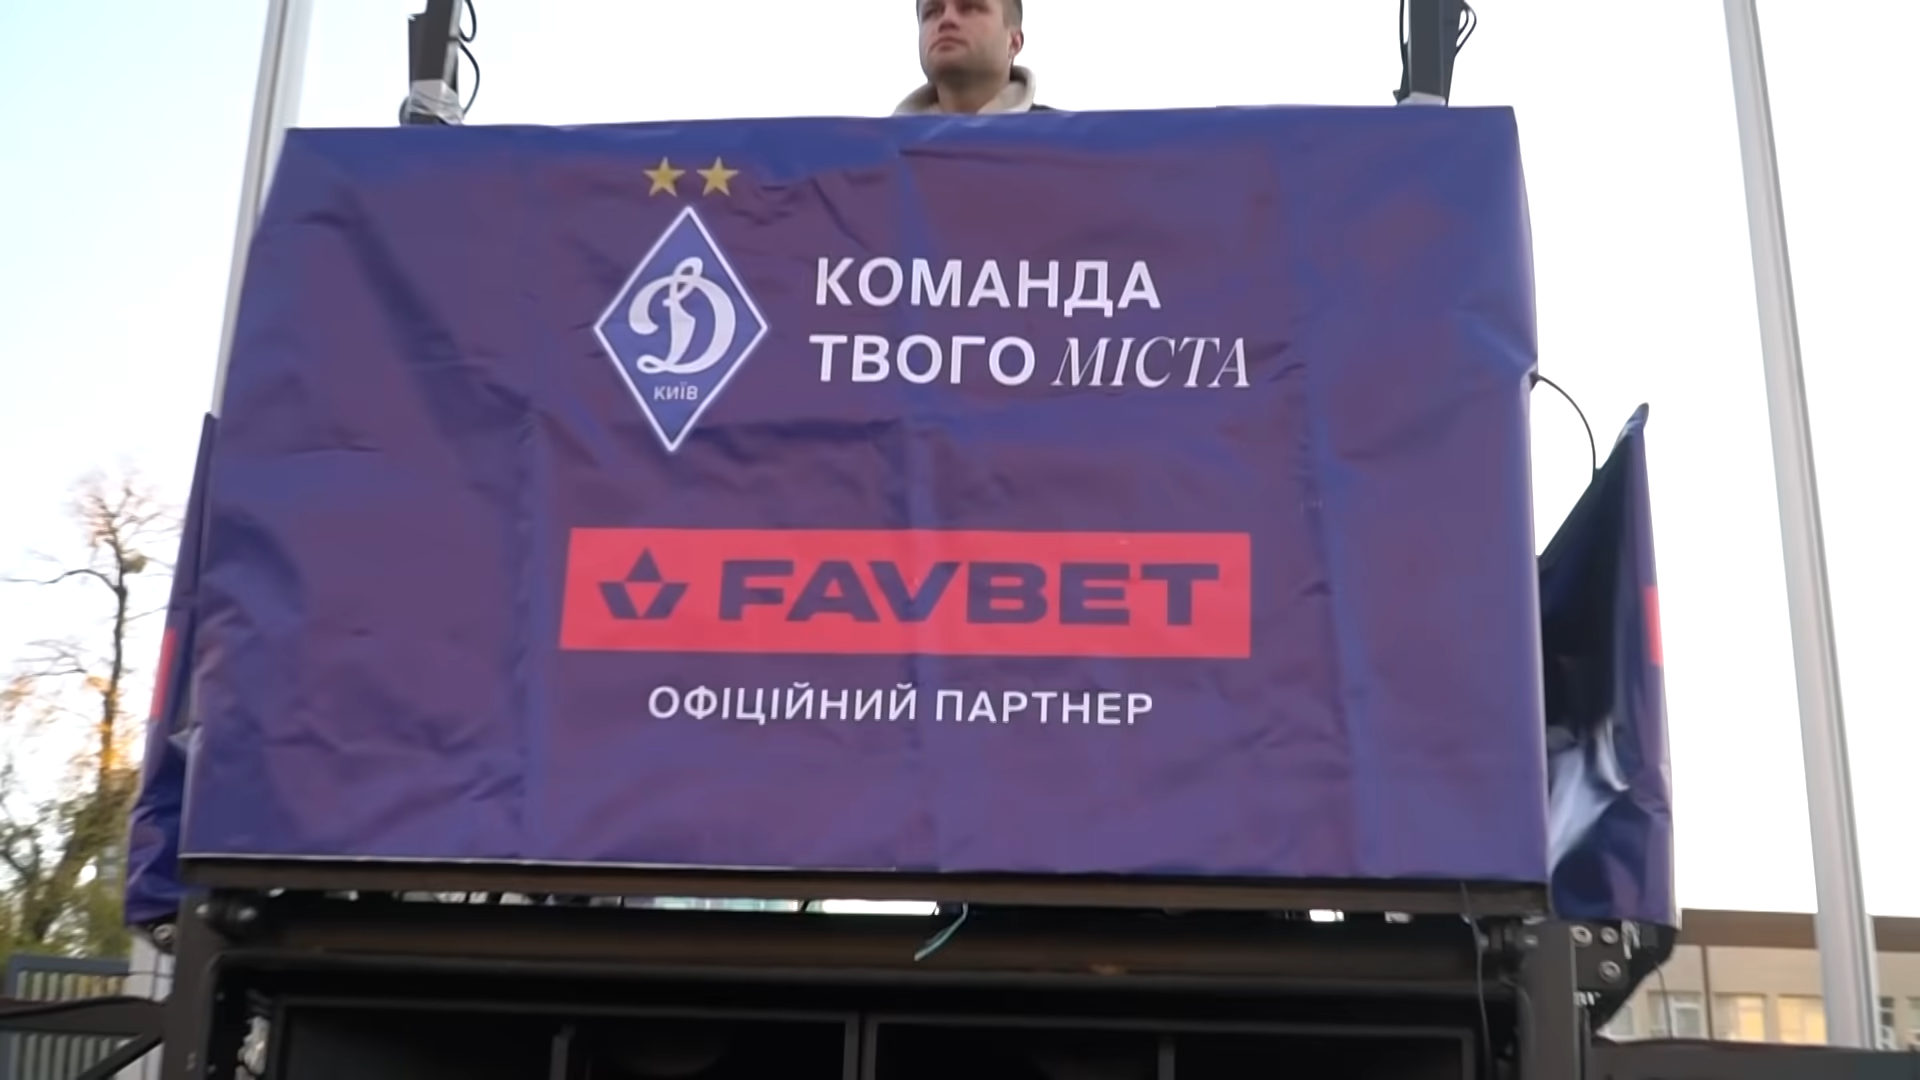 КОМАНДА
ТВОГО МІСТА
КИЇВ
FAVBET
ОФІЦІЙНИЙ ПАРТНЕР